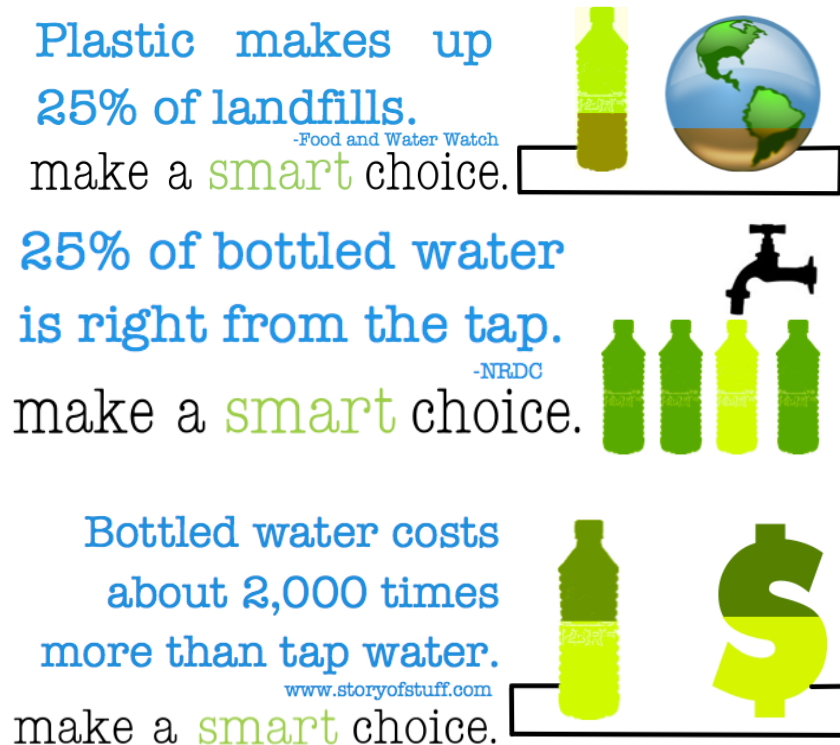 Plastic makes up
25% of landfills.
-Food and Water Watch
make a smart choice.
25% of bottled water
is right from the tap.
-NRDC
make a smart choice.
Bottled water costs
about 2,000 times
more than tap water.
www.storyofstuff.com
make a smart choice.